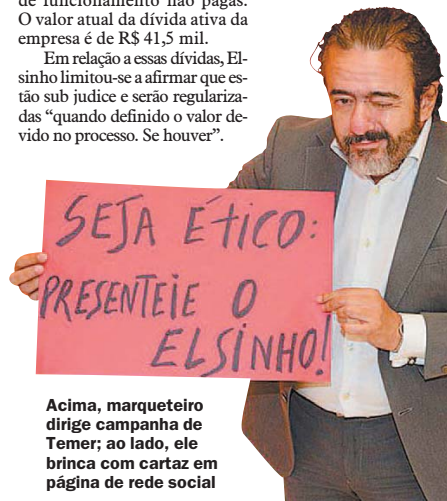 de funcionamento não pagas.
O valor atual da dívida ativa da
empresa é de R$ 41,5 mil.
Em relação a essas dívidas, El-
sinho limitou-se a afirmar que es-
tão sub judice e serão regulariza-
das “quando definido o valor de-
vido no processo. Se houver”.
SEJA ÉTICO:
PRESENTEIE O
ELSINHO!
Acima, marqueteiro
dirige campanha de
Temer; ao lado, ele
brinca com cartaz em
página de rede social